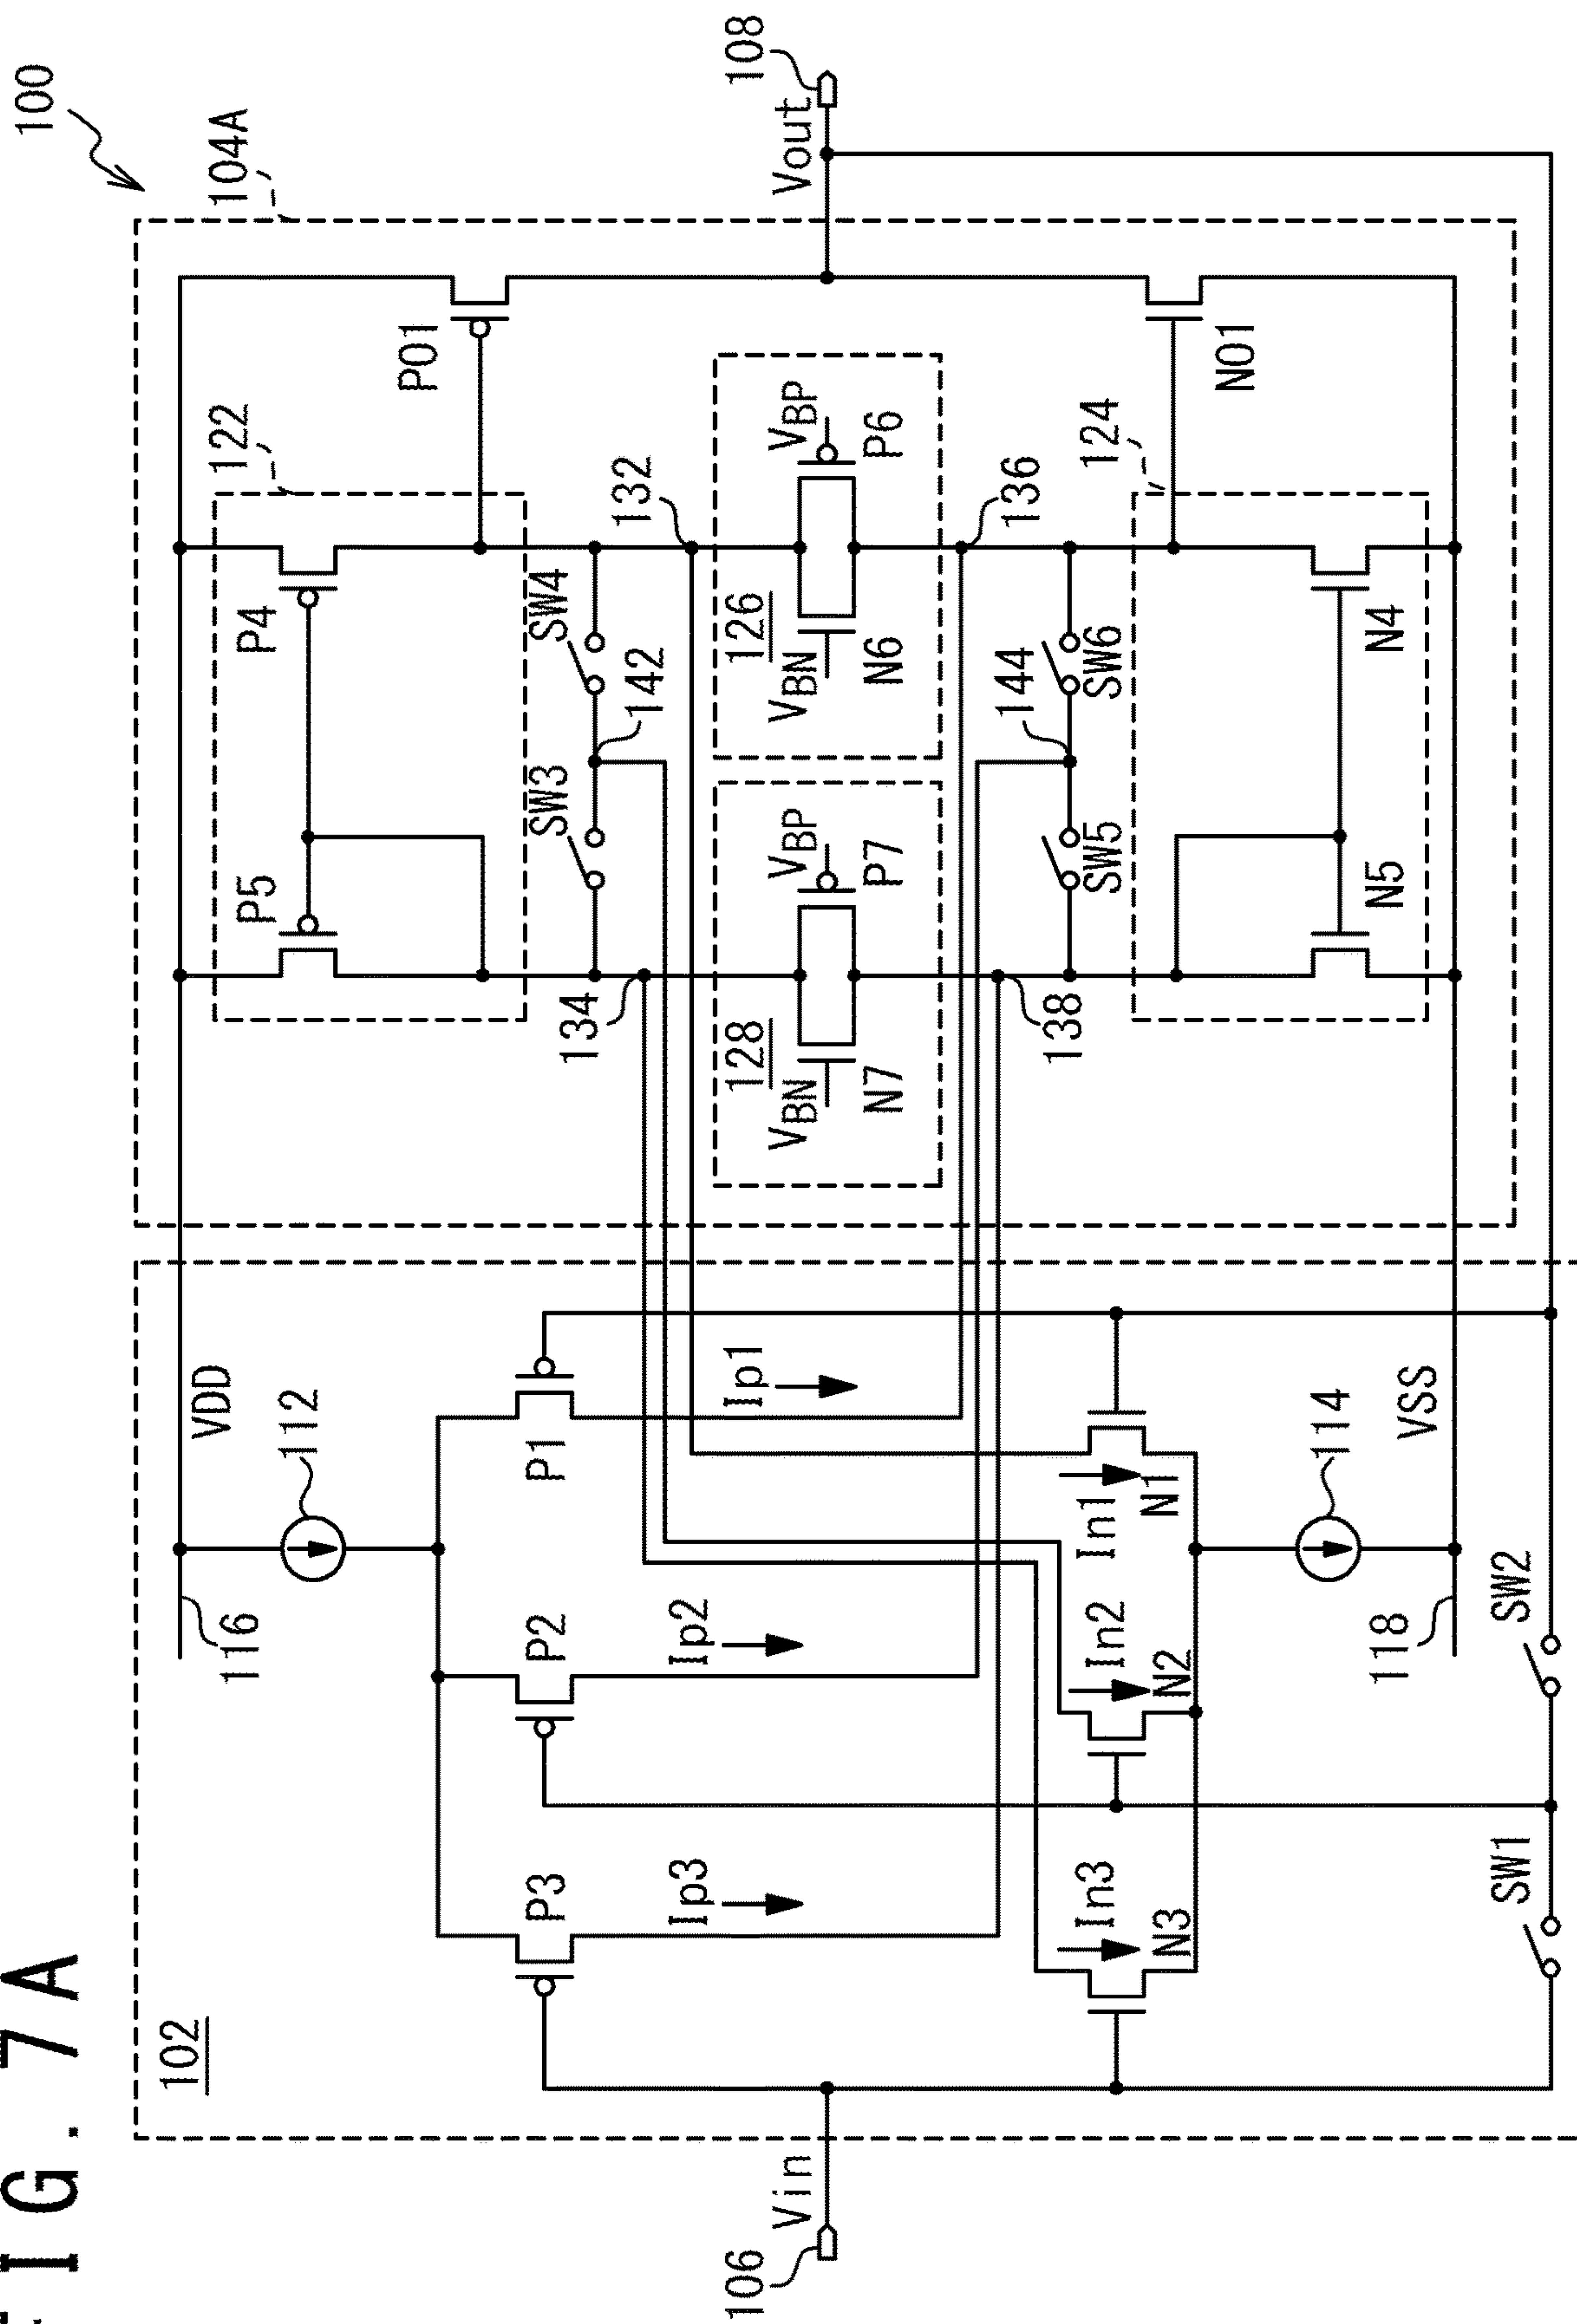 FIG. 7A
100
102
116
VDD
104A
P5
P4
122
112
P3
P2
P1
134
SW3
SW4
132
PO1
142
Ip3
Ip2
Ip1
128
126
106
Vin
VBN
VBP
VBN
VBP
Vout
108
N7
P7
N6
P6
138
144
136
In3
In2
In1
SW5
SW6
124
N3
N2
N1
NO1
114
118
VSS
N5
N4
SW1
SW2